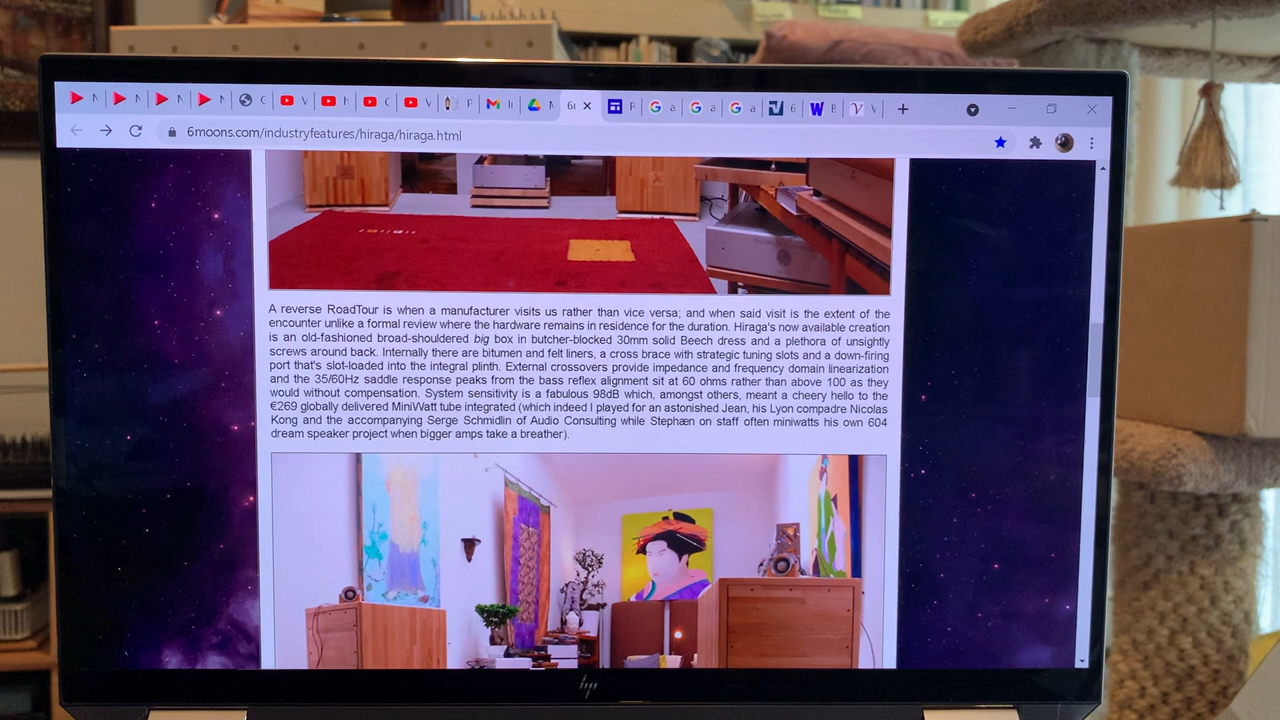 N
N
N
N
C
V
H
C
V
P
M
6r
F
G a
G a
G a
6
W E
V V
6moons.com/industryfeatures/hiraga/hiraga.html
A reverse RoadTour is when a manufacturer visits us rather than vice versa; and when said visit is the extent of the
encounter unlike a formal review where the hardware remains in residence for the duration. Hiraga's now available creation
is an old-fashioned broad-shouldered big box in butcher-blocked 30mm solid Beech dress and a plethora of unsightly
screws around back. Internally there are bitumen and felt liners, a cross brace with strategic tuning slots and a down-firing
port that's slot-loaded into the integral plinth. External crossovers provide impedance and frequency domain linearization
and the 35/60Hz saddle response peaks from the bass reflex alignment sit at 60 ohms rather than above 100 as they
would without compensation. System sensitivity is a fabulous 98dB which, amongst others, meant a cheery hello to the
€269 globally delivered MiniWatt tube integrated (which indeed I played for an astonished Jean, his Lyon compadre Nicolas
Kong and the accompanying Serge Schmidlin of Audio Consulting while Stephæn on staff often miniwatts his own 604
dream speaker project when bigger amps take a breather).
hp